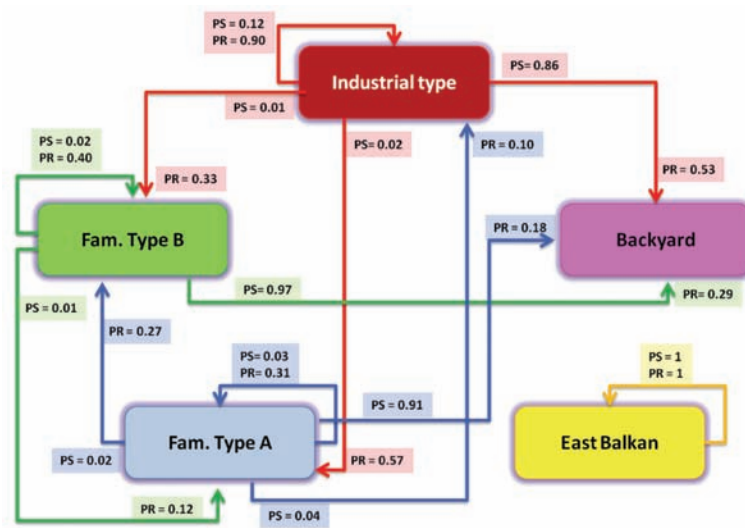 PS = 0.12
PR = 0.90
Industrial type
PS= 0.86
PS = 0.01
PS= 0.02
PR = 0.10
PS = 0.02
PR = 0.40
PR = 0.33
PR = 0.53
Fam. Type B
PR = 0.18
Backyard
PS = 0.01
PS = 0.97
PR= 0.29
PR = 0.27
PS = 0.03
PR= 0.31
PS = 1
PR = 1
PS = 0.91
Fam. Type A
East Balkan
PS = 0.02
PR = 0.57
PR = 0.12
PS = 0.04